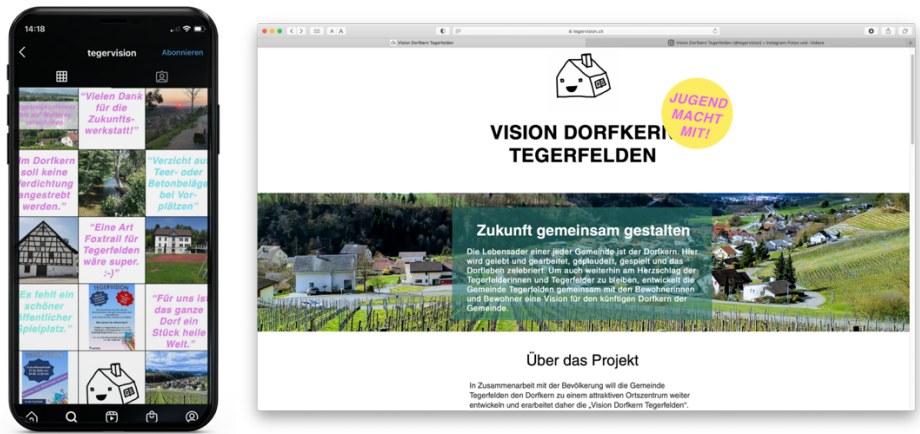 14:18
tegervision
Abonnieren
"Vielen Dank
für die
Zukunfts-
werkstatt!"
"Im Dorfkern
soll keine
Verdichtung
angestrebt
werden."
"Verzicht auf
Teer- oder
Betonbeläge
bei Vor-
plätzen"
"Eine Art
Foxtrail für
Tegerfelden
wäre super.
:-)"
"Es fehlt ein
schöner
öffentlicher
Spielplatz."
"Für uns ist
das ganze
Dorf ein
Stück heile
Welt."
tegervision.ch
Vision Dorfkern Tegerfelden
Vision Dorfkern Tegerfelden (@tegervision) • Instagram-Fotos und -Videos
JUGEND
MACHT
MIT!
VISION DORFKERN
TEGERFELDEN
Zukunft gemeinsam gestalten
Die Lebensader einer jeder Gemeinde ist der Dorfkern. Hier
wird gelebt und gearbeitet, geplaudert, gespielt und das
Dorfleben zelebriert. Um auch weiterhin am Herzschlag der
Tegerfelderinnen und Tegerfelder zu bleiben, entwickelt die
Gemeinde Tegerfelden gemeinsam mit den Bewohnerinnen
und Bewohner eine Vision für den künftigen Dorfkern der
Gemeinde.
Über das Projekt
In Zusammenarbeit mit der Bevölkerung will die Gemeinde
Tegerfelden den Dorfkern zu einem attraktiven Ortszentrum weiter
entwickeln und erarbeitet daher die „Vision Dorfkern Tegerfelden".